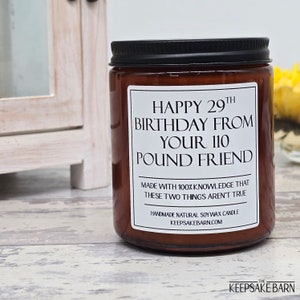 HAPPY 29TH
BIRTHDAY FROM
YOUR 110
POUND FRIEND
MADE WITH 100% KNOWLEDGE THAT
THESE TWO THINGS AREN'T TRUE
HANDMADE NATURAL SOY WAX CANDLE
KEEPSAKEBARN.COM
THE
KEEPSAKE BARN